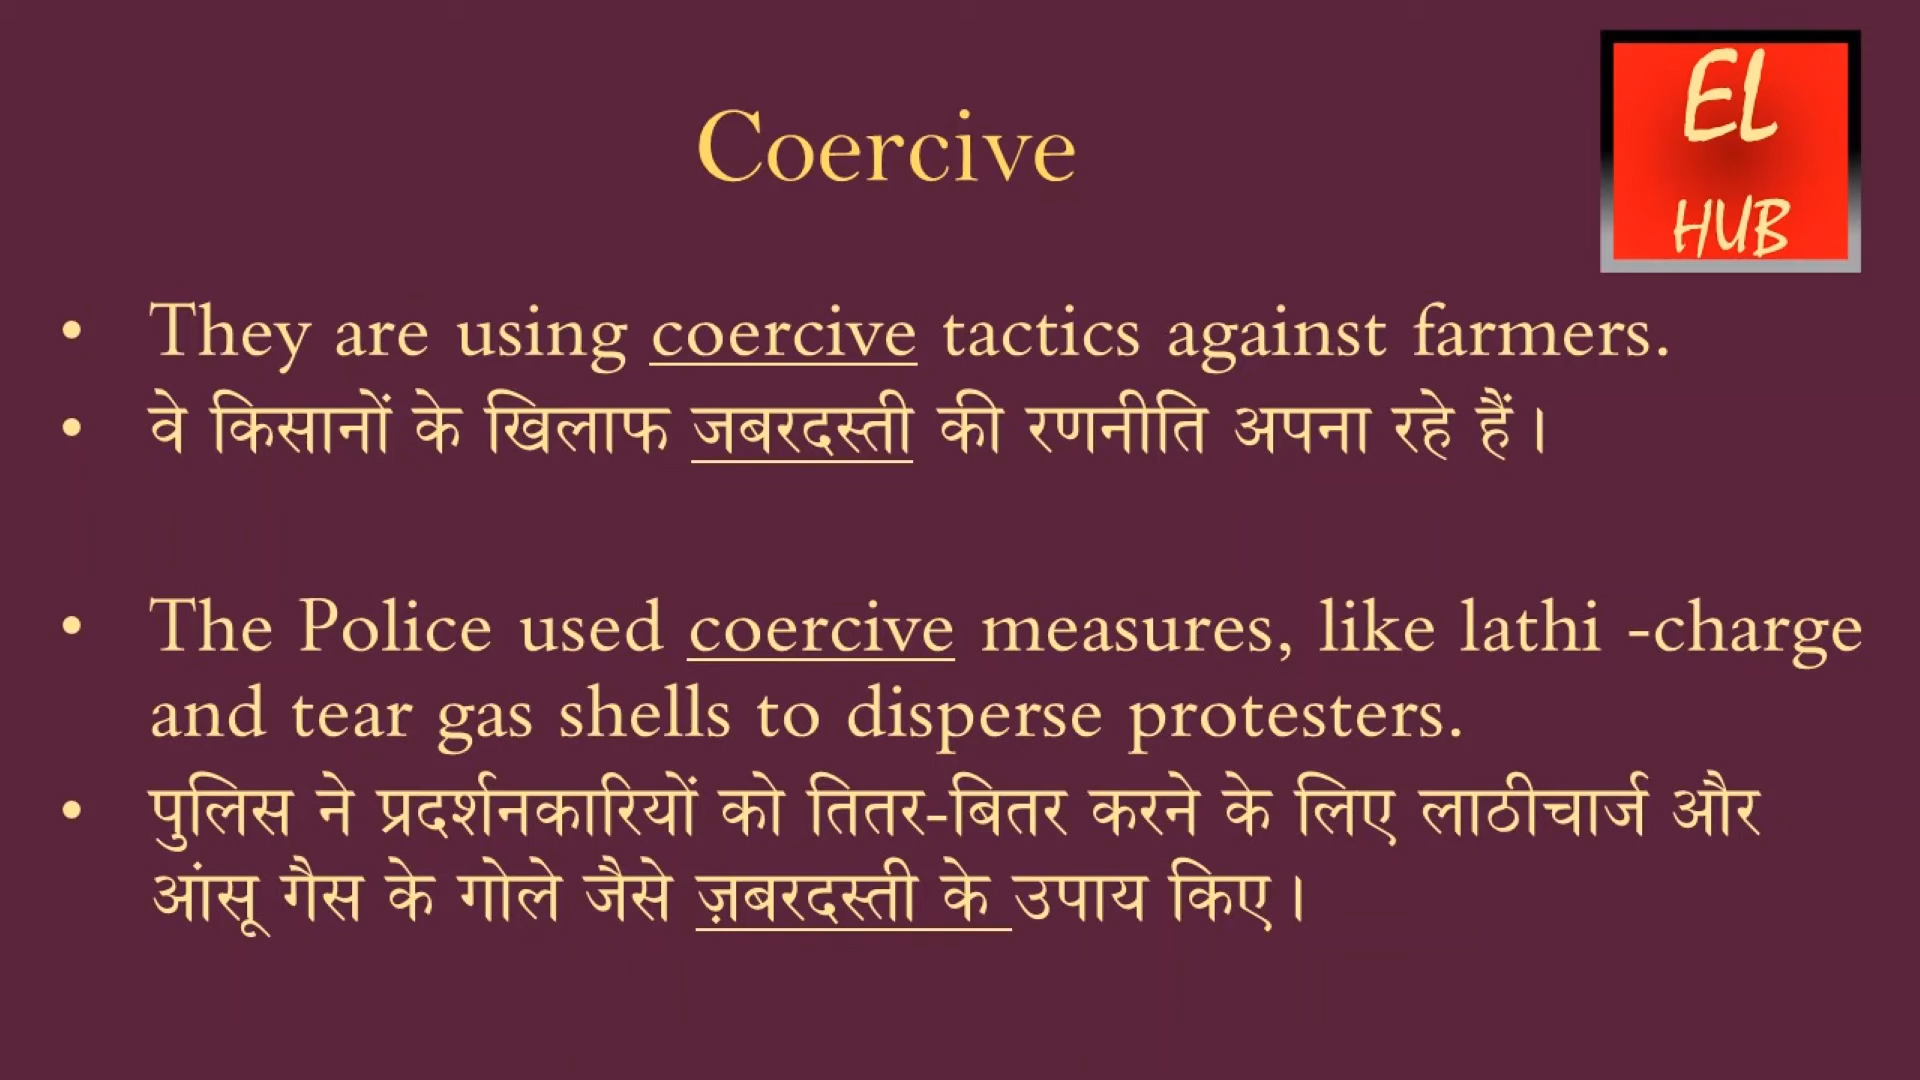 EL
HUB
Coercive
• They are using coercive tactics against farmers.
• वे किसानों के खिलाफ जबरदस्ती की रणनीति अपना रहे हैं।
• The Police used coercive measures, like lathi -charge
and tear gas shells to disperse protesters.
• पुलिस ने प्रदर्शनकारियों को तितर-बितर करने के लिए लाठीचार्ज और
आंसू गैस के गोले जैसे ज़बरदस्ती के उपाय किए।